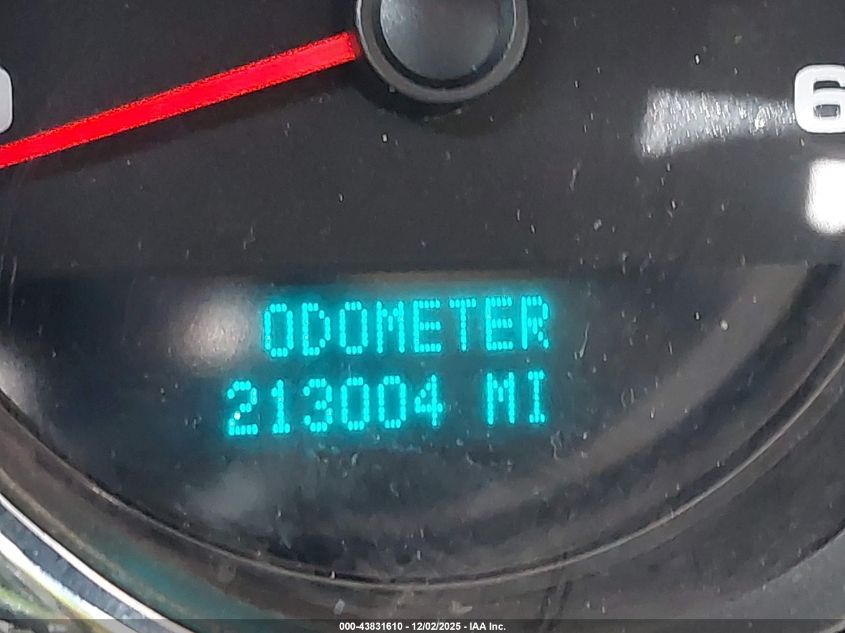 6
ODOMETER
213004 MI
000-43831610 - 12/02/2025 - IAA Inc.